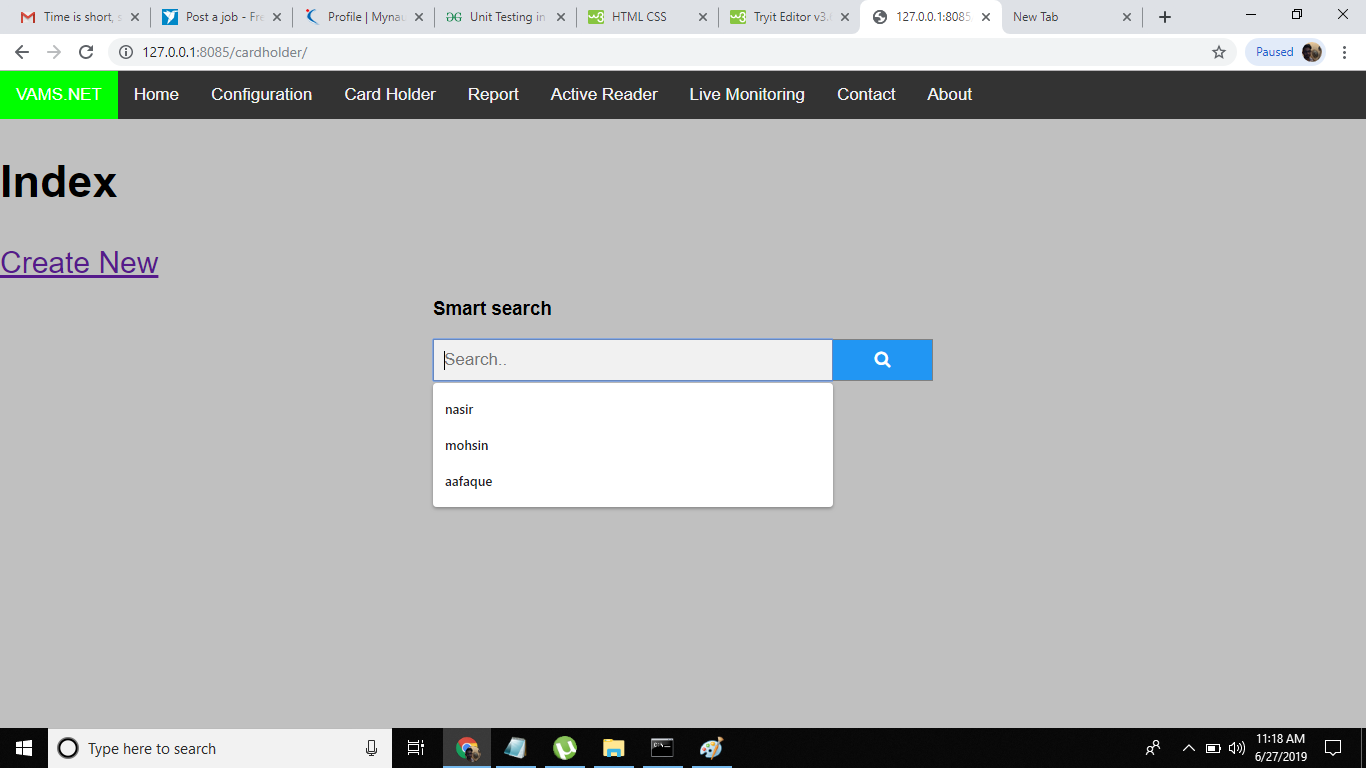 Time is short, s
Post a job - Fre
Profile | Mynau
Unit Testing in
HTML CSS
Tryit Editor v3.
127.0.0.1:8085
New Tab
127.0.0.1:8085/cardholder/
Paused
VAMS.NET Home Configuration Card Holder Report Active Reader Live Monitoring Contact About
Index
Create New
Smart search
Search..
nasir
mohsin
aafaque
Type here to search
11:18 AM
6/27/2019